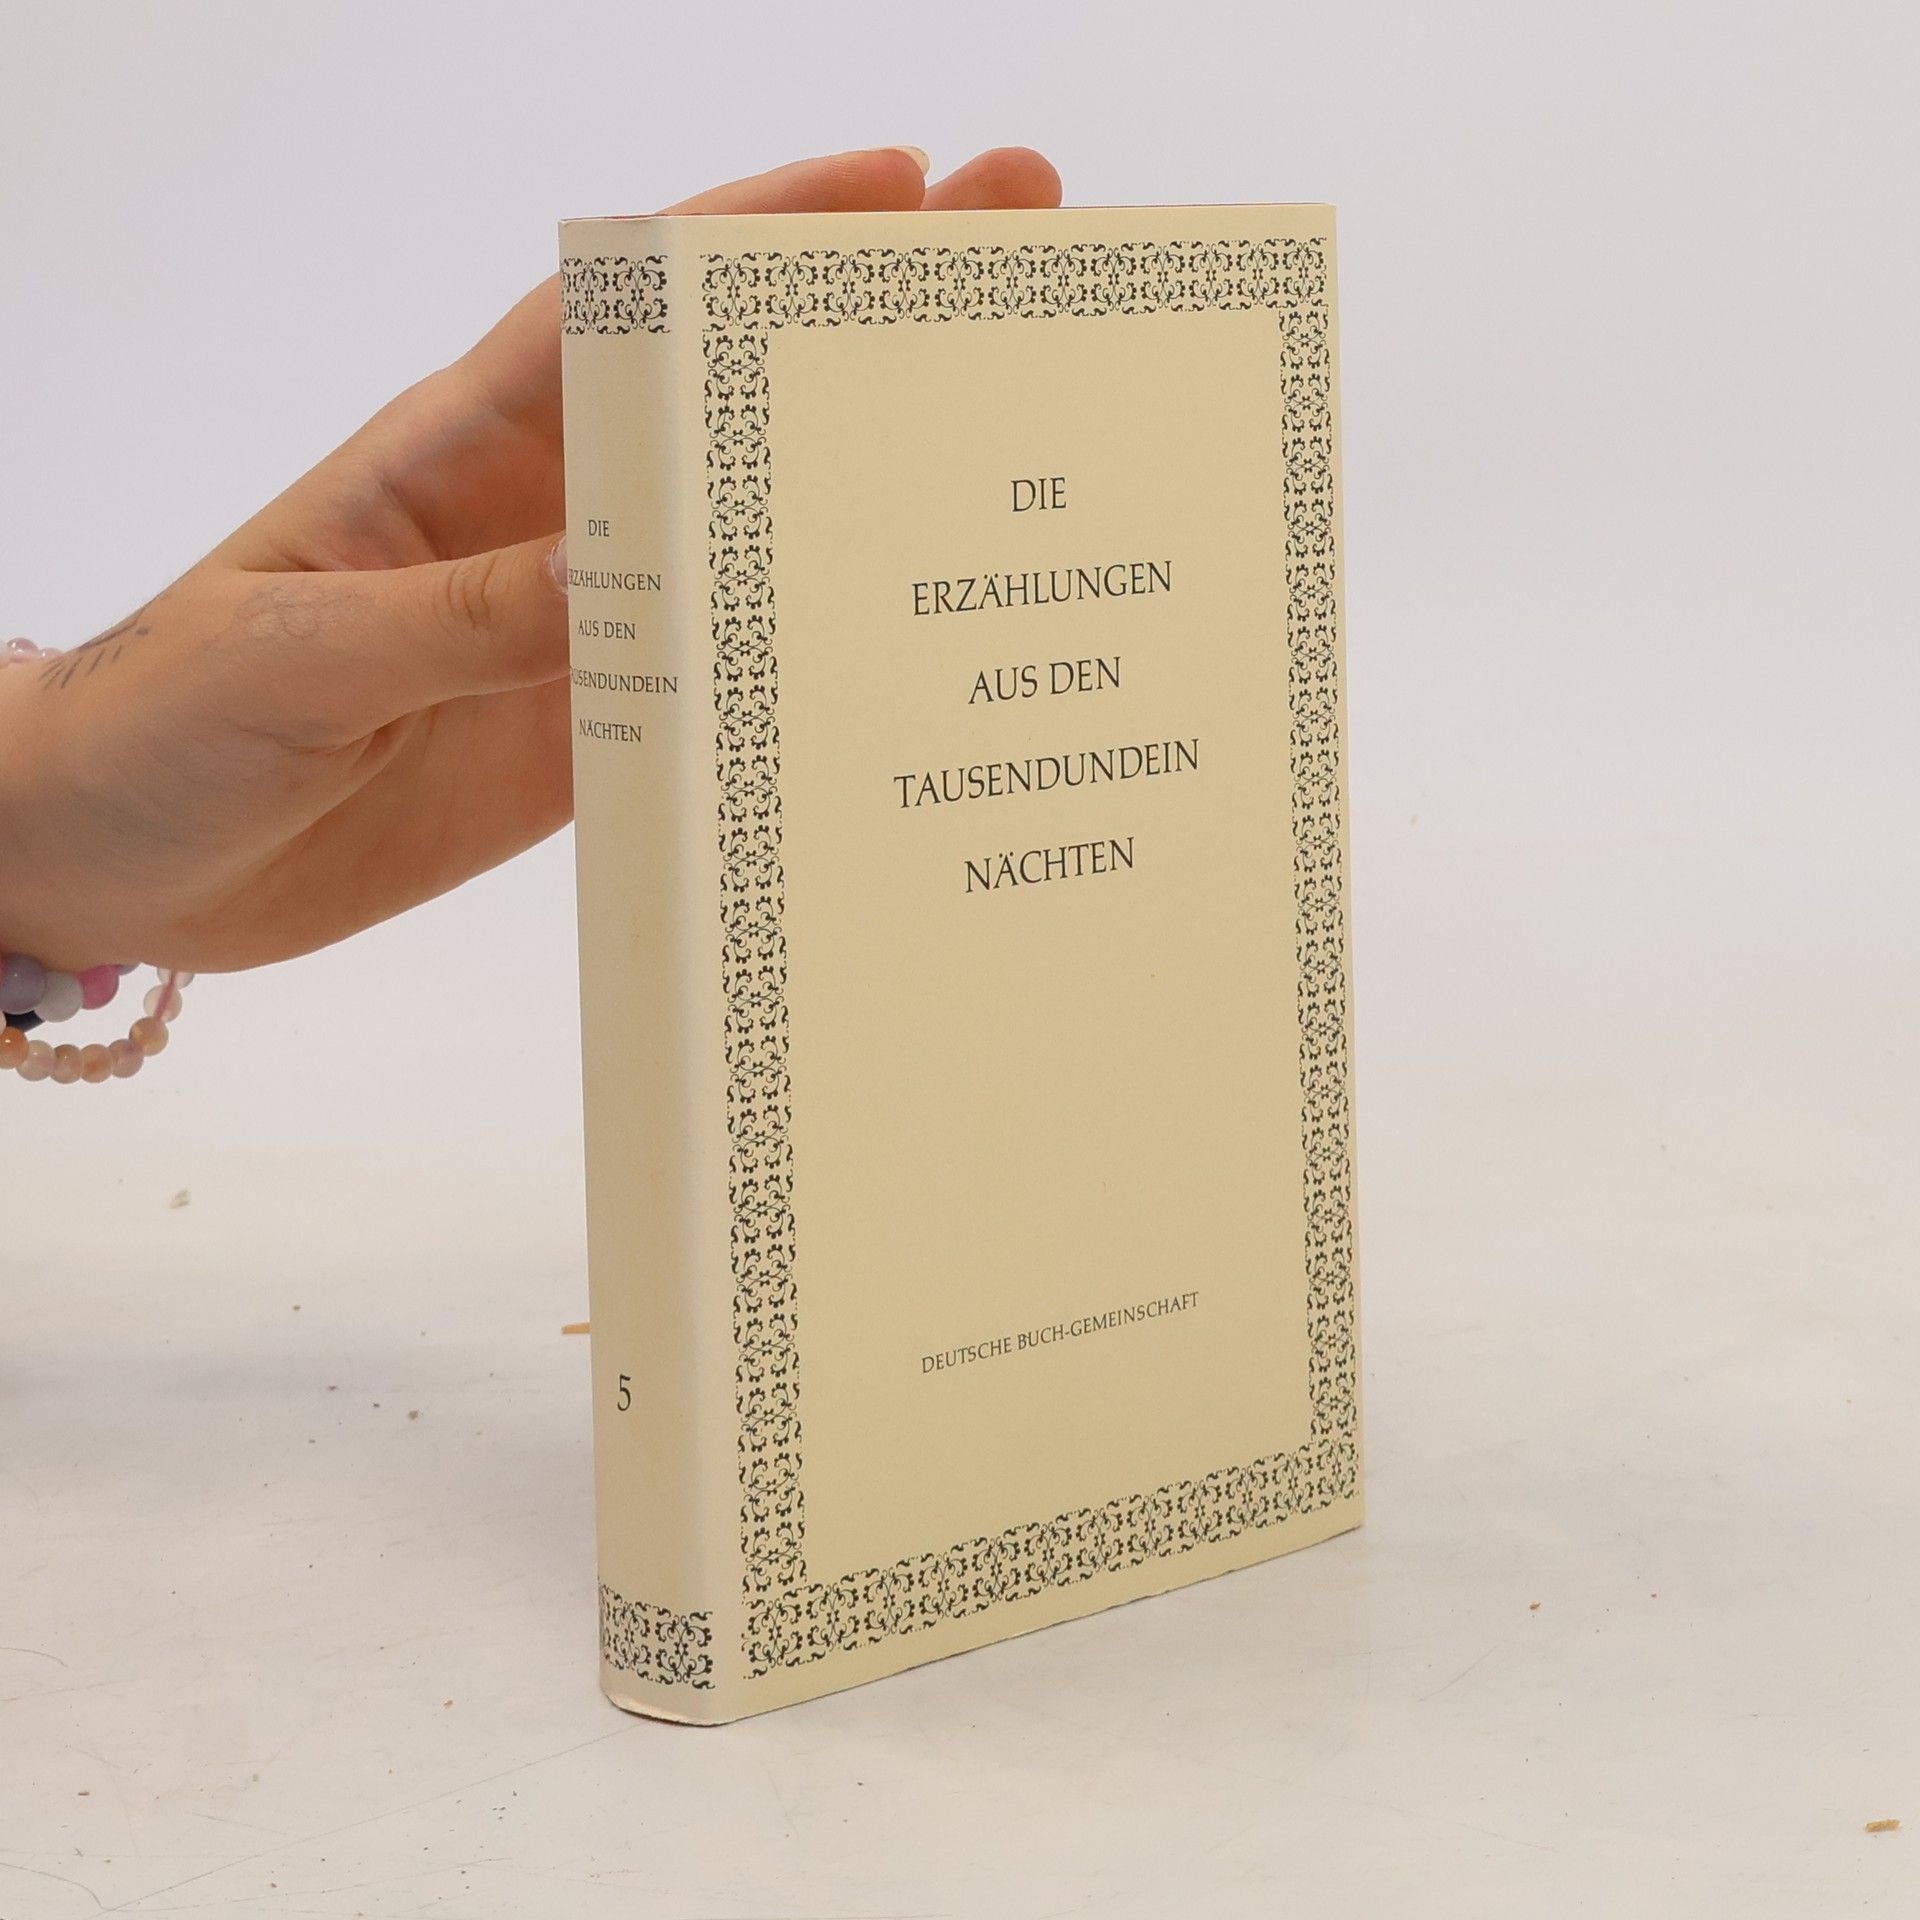 DIE
ERZÄHLUNGEN
AUS DEN
TAUSENDUNDEIN
NÄCHTEN
5
DIE
ERZÄHLUNGEN
AUS DEN
TAUSENDUNDEIN
NÄCHTEN
DEUTSCHE BUCH-GEMEINSCHAFT